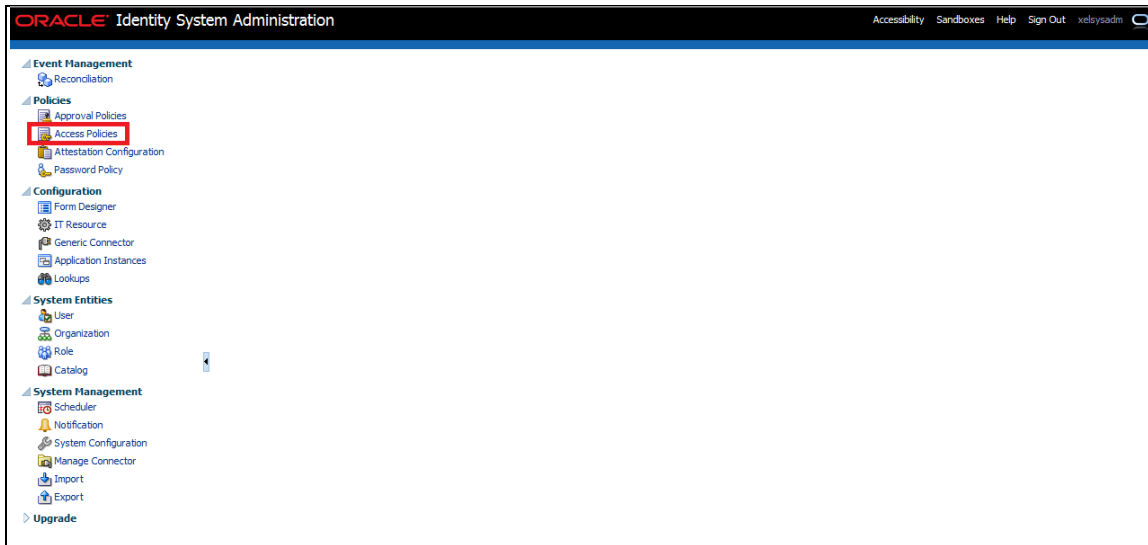 ORACLE Identity System Administration
Accessibility Sandboxes Help Sign Out xelsysadm
Event Management
Reconciliation
Policies
Approval Policies
Access Policies
Attestation Configuration
Password Policy
Configuration
Form Designer
IT Resource
Generic Connector
Application Instances
Lookups
System Entities
User
Organization
Role
Catalog
System Management
Scheduler
Notification
System Configuration
Manage Connector
Import
Export
Upgrade